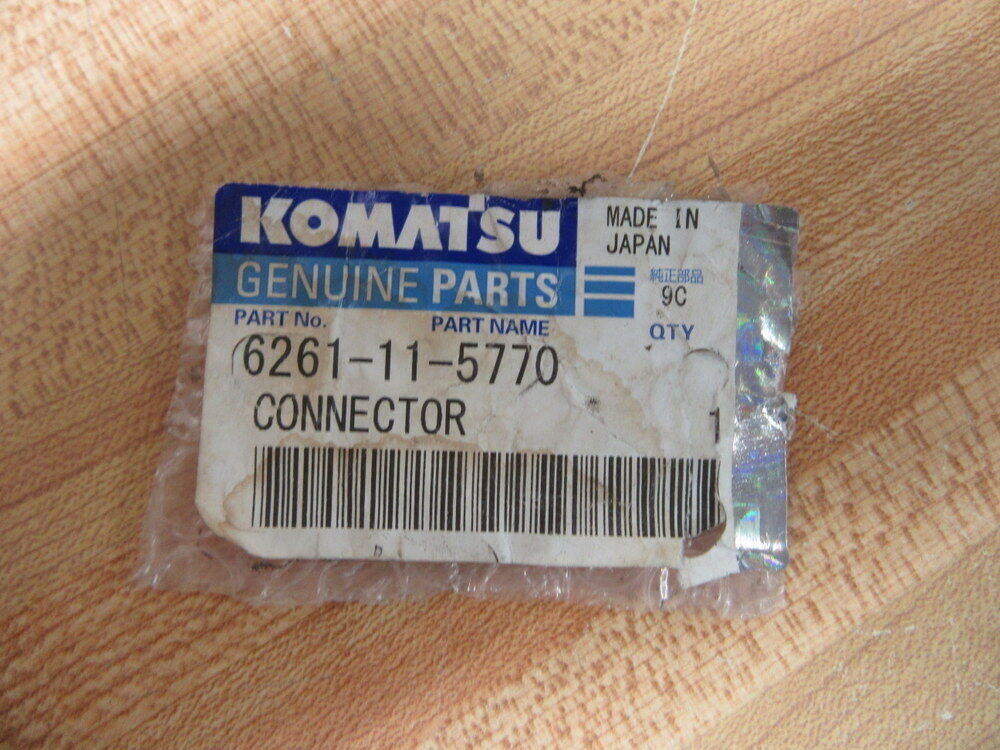 KOMATSU
GENUINE PARTS
MADE IN
JAPAN
純正部品
9C
PART No. PART NAME QTY
6261-11-5770
CONNECTOR 1